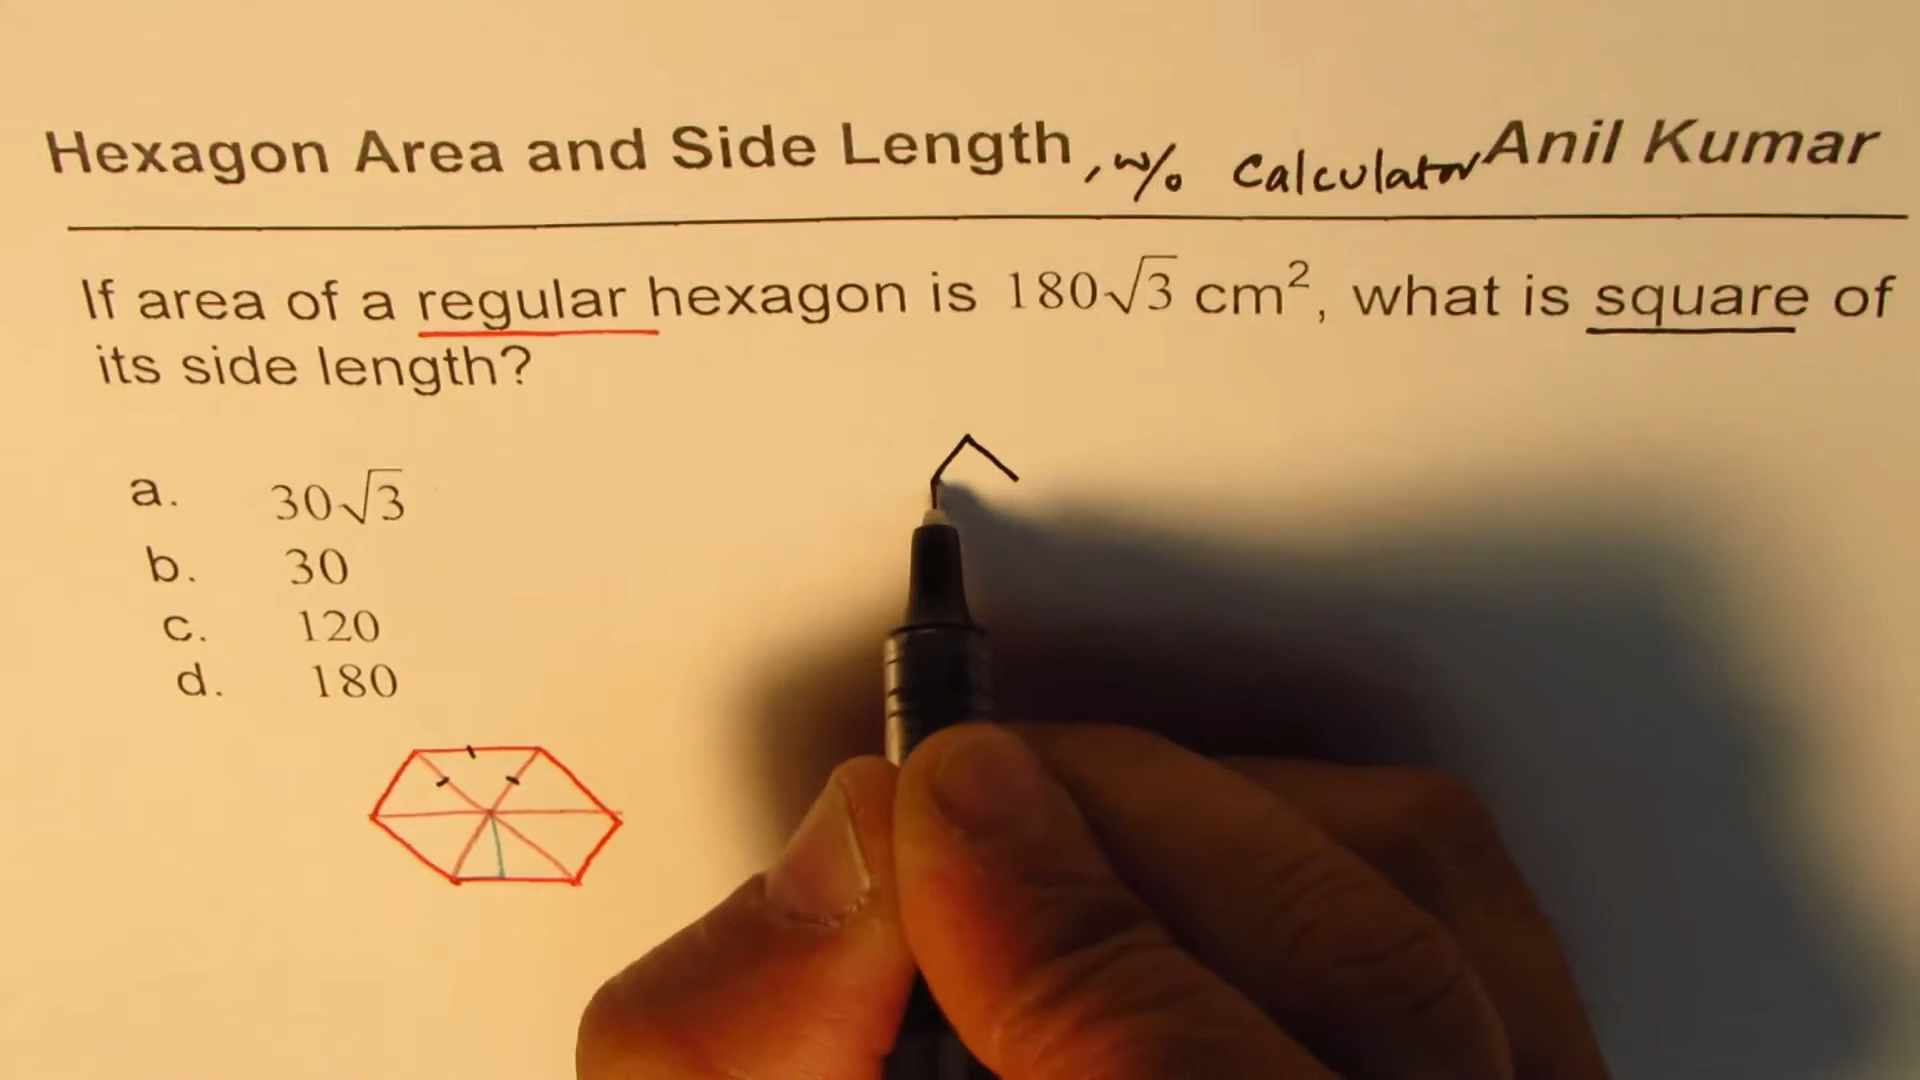 Hexagon Area and Side Length, w/o Calculator Anil Kumar
If area of a regular hexagon is 180√3 cm², what is square of
its side length?
a. 30√3
b. 30
c. 120
d. 180